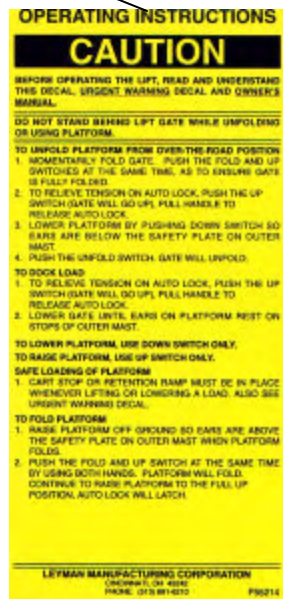 OPERATING INSTRUCTIONS
CAUTION
BEFORE OPERATING THE LIFT, READ AND UNDERSTAND
THIS DECAL, URGENT WARNING DECAL AND OWNER'S
MANUAL.
DO NOT STAND BEHIND LIFT GATE WHILE UNFOLDING
OR USING PLATFORM.
TO UNFOLD PLATFORM FROM OVER-THE-ROAD POSITION
1. MOMENTARILY FOLD GATE. PUSH THE FOLD AND UP
SWITCHES AT THE SAME TIME, AS TO ENSURE GATE
IS FULLY FOLDED.
2. TO RELIEVE TENSION ON AUTO LOCK, PUSH THE UP
SWITCH (GATE WILL GO UP), PULL HANDLE TO
RELEASE AUTO LOCK.
3. LOWER PLATFORM BY PUSHING DOWN SWITCH SO
EARS ARE BELOW THE SAFETY PLATE ON OUTER
MAST.
4. PUSH THE UNFOLD SWITCH. GATE WILL UNFOLD.
TO DOCK LOAD
1. TO RELIEVE TENSION ON AUTO LOCK, PUSH THE UP
SWITCH (GATE WILL GO UP), PULL HANDLE TO
RELEASE AUTO LOCK.
2. LOWER GATE UNTIL EARS ON PLATFORM REST ON
STOPS OF OUTER MAST.
TO LOWER PLATFORM, USE DOWN SWITCH ONLY.
TO RAISE PLATFORM, USE UP SWITCH ONLY.
SAFE LOADING OF PLATFORM
1. CART STOP OR RETENTION RAMP MUST BE IN PLACE
WHENEVER LIFTING OR LOWERING A LOAD. ALSO SEE
URGENT WARNING DECAL.
TO FOLD PLATFORM
1. RAISE PLATFORM OFF GROUND SO EARS ARE ABOVE
THE SAFETY PLATE ON OUTER MAST WHEN PLATFORM
FOLDS.
2. PUSH THE FOLD AND UP SWITCH AT THE SAME TIME
BY USING BOTH HANDS. PLATFORM WILL FOLD.
CONTINUE TO RAISE PLATFORM TO THE FULL UP
POSITION, AUTO LOCK WILL LATCH.
LEYMAN MANUFACTURING CORPORATION
CINCINNATI, OH
PHONE: (513)